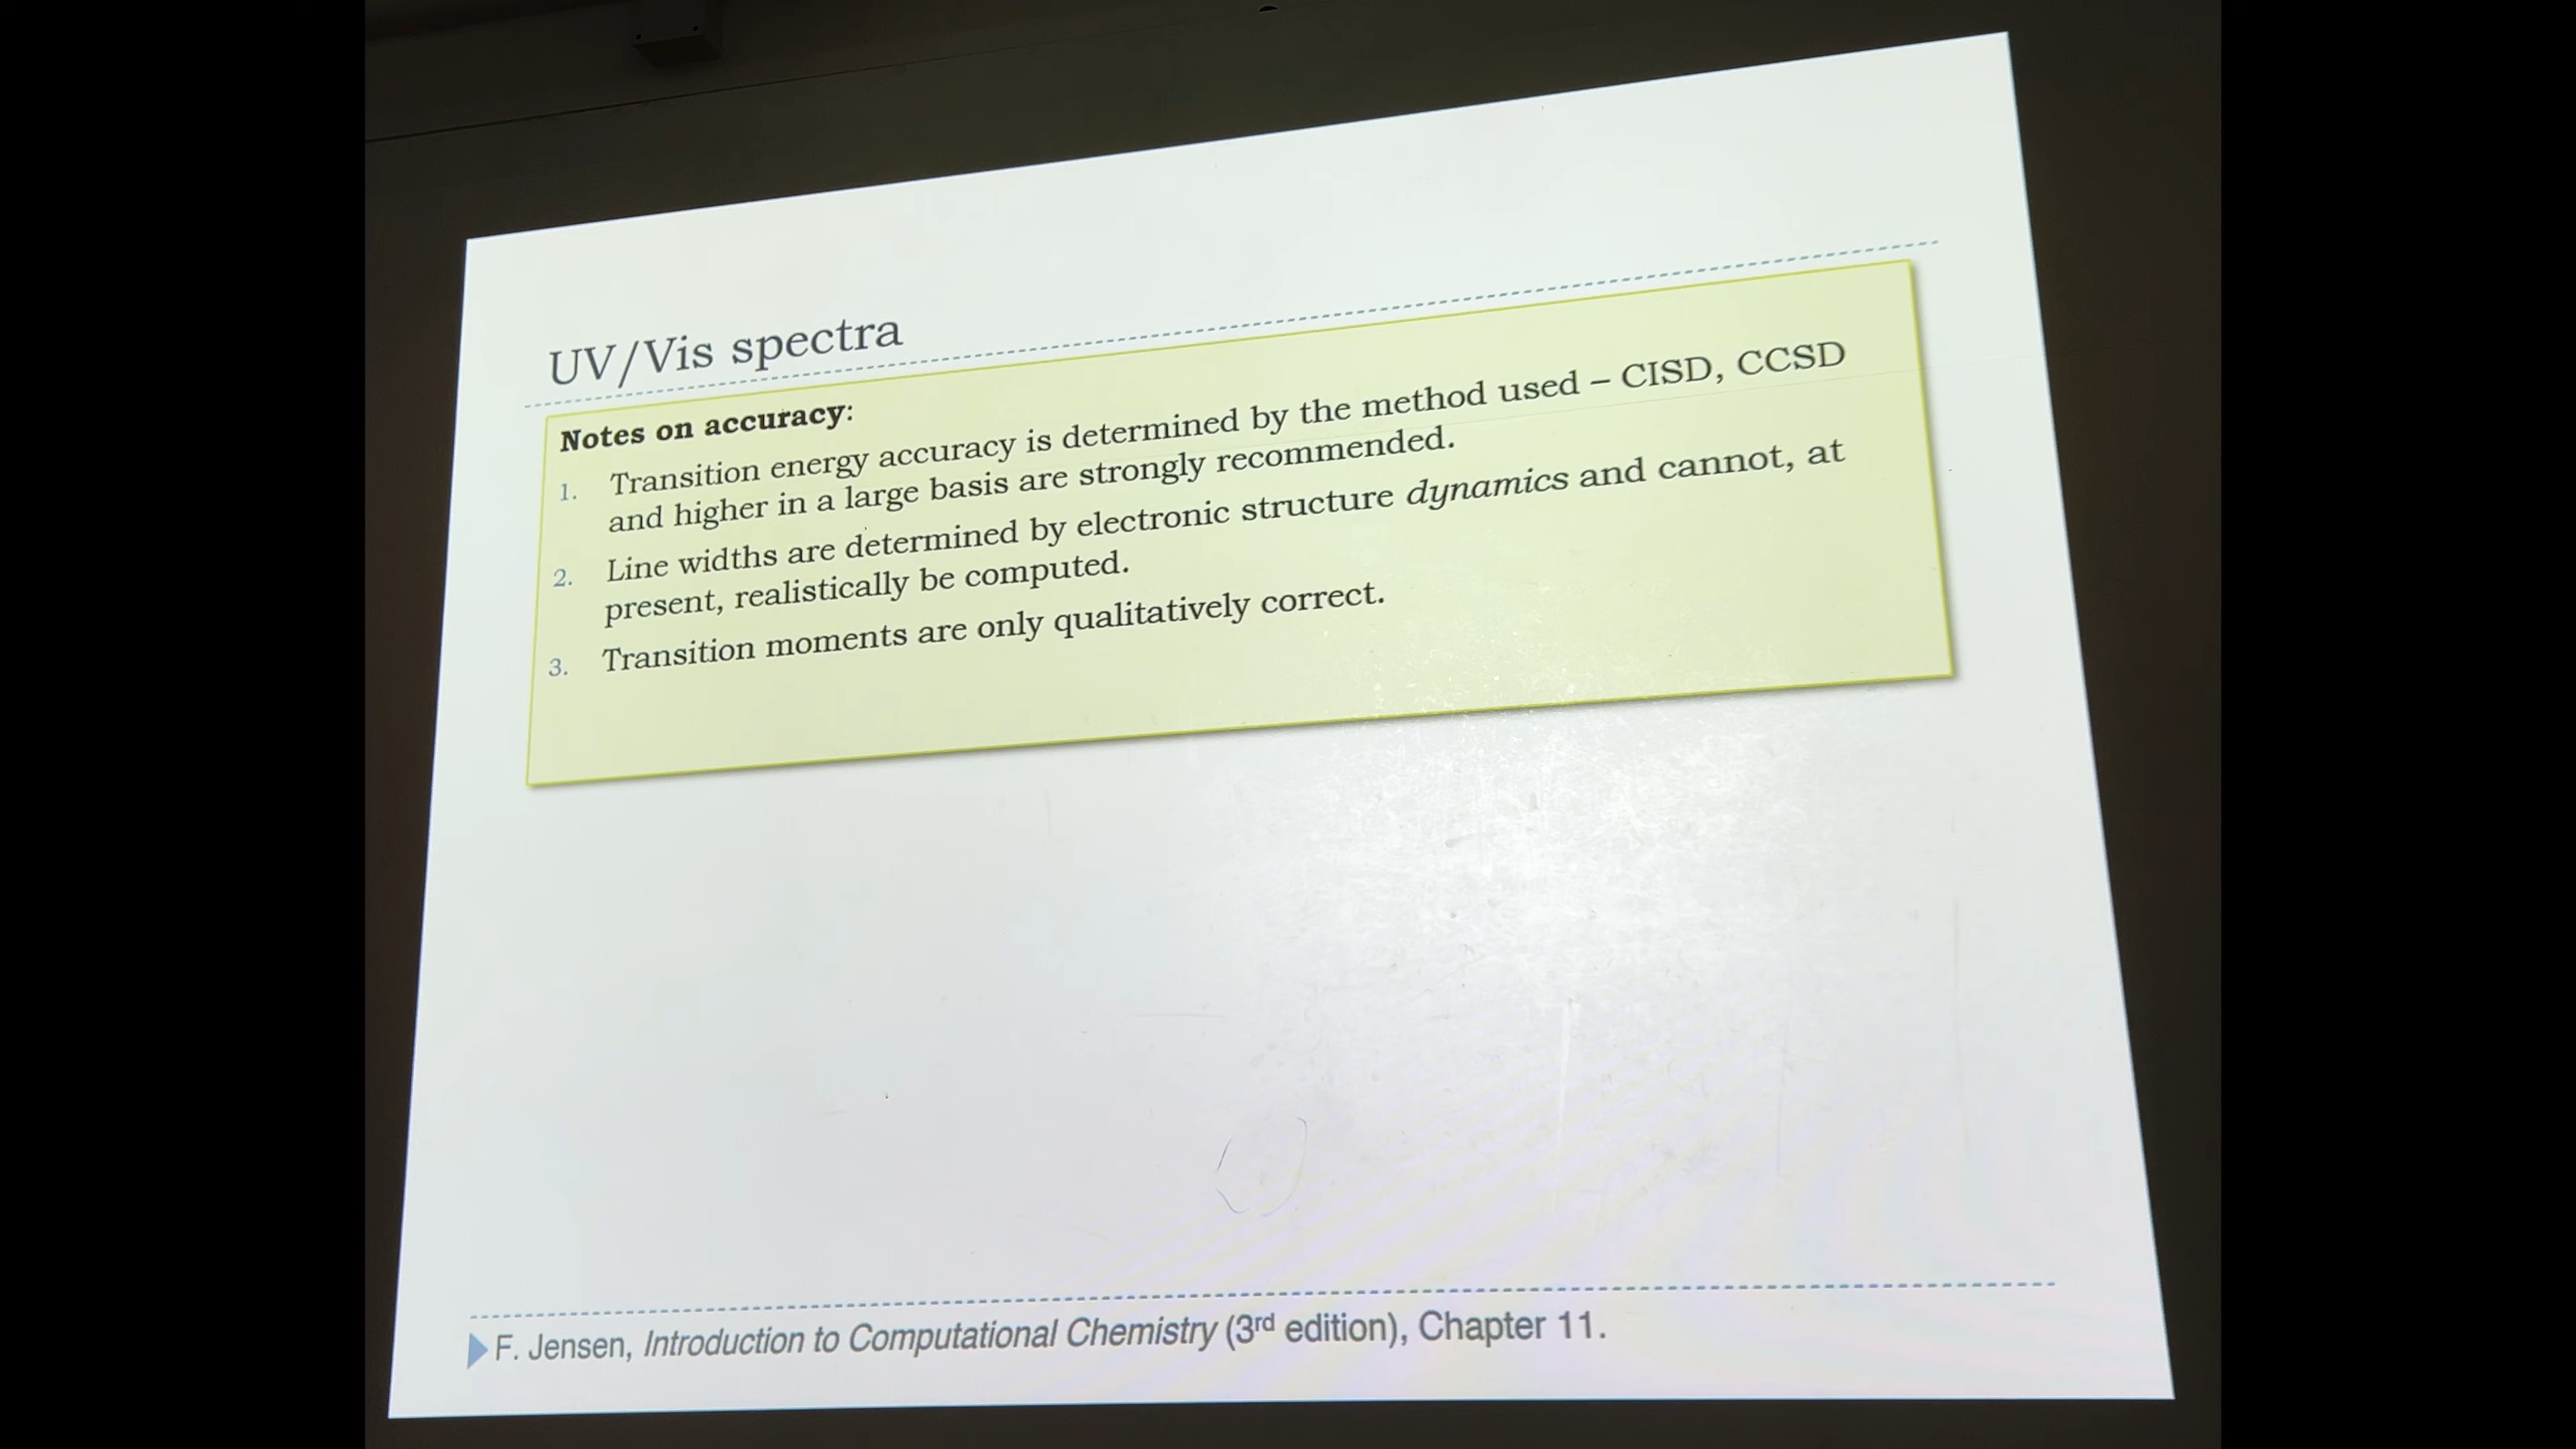 UV/Vis spectra
Notes on accuracy:
1. Transition energy accuracy is determined by the method used – CISD, CCSD
and higher in a large basis are strongly recommended.
2. Line widths are determined by electronic structure dynamics and cannot, at
present, realistically be computed.
3. Transition moments are only qualitatively correct.
F. Jensen, Introduction to Computational Chemistry (3rd edition), Chapter 11.